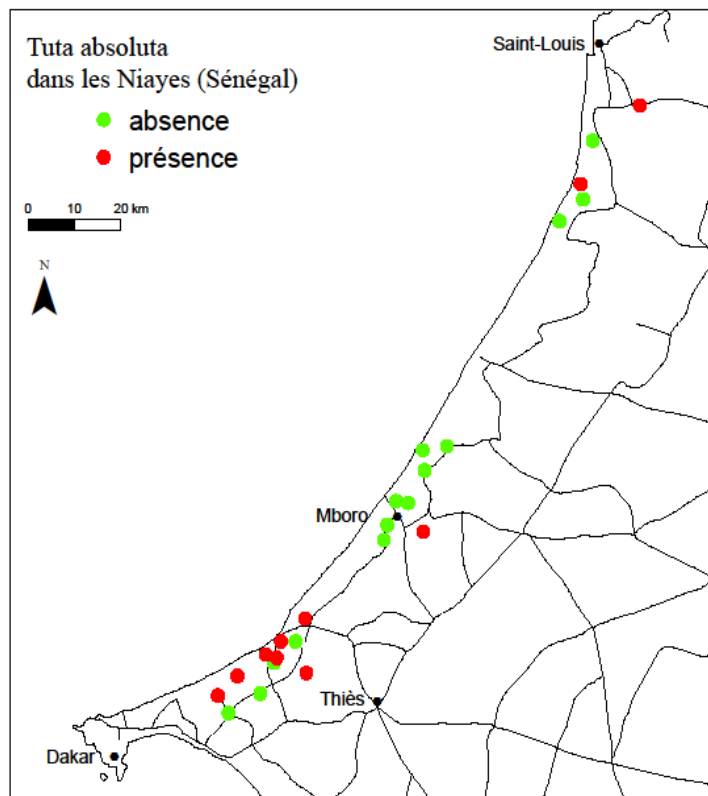 Tuta absoluta
dans les Niayes (Sénégal)
absence
présence
0 10 20 km
N
Saint-Louis
Mboro
Thiès
Dakar